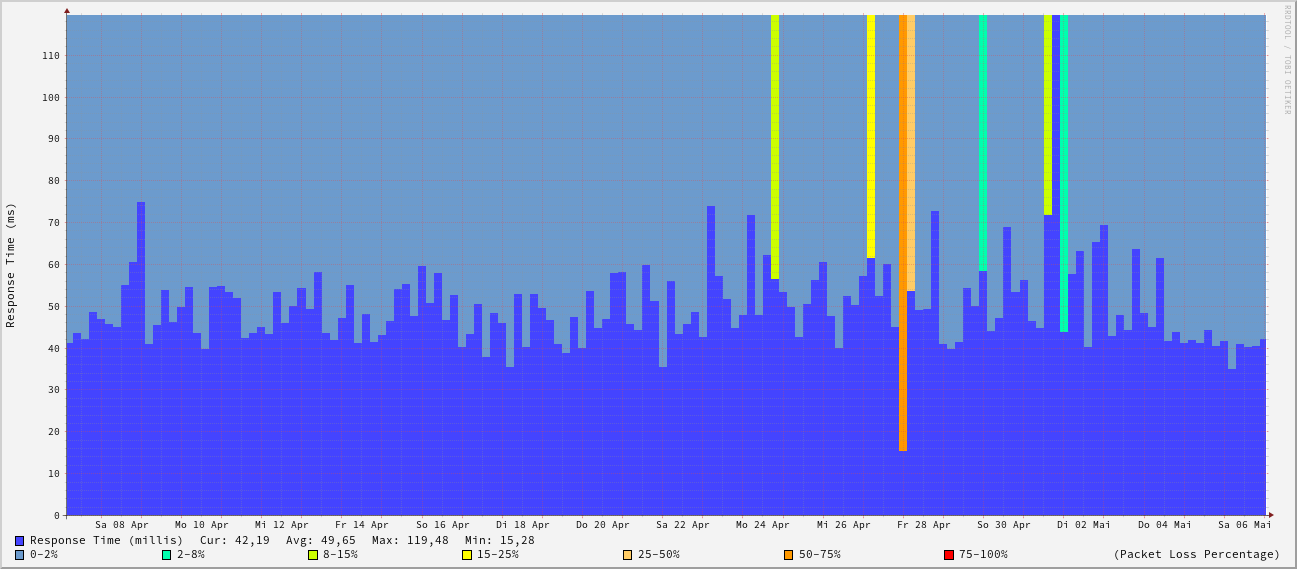 RRDTOOL / TOBI OETIKER
Response Time (ms)
110
100
90
80
70
60
50
40
30
20
10
0
Sa 08 Apr Mo 10 Apr Mi 12 Apr Fr 14 Apr So 16 Apr Di 18 Apr Do 20 Apr Sa 22 Apr Mo 24 Apr Mi 26 Apr Fr 28 Apr So 30 Apr Di 02 Mai Do 04 Mai Sa 06 Mai
Response Time (millis) Cur: 42,19 Avg: 49,65 Max: 119,48 Min: 15,28
0-2% 2-8% 8-15% 15-25% 25-50% 50-75% 75-100% (Packet Loss Percentage)